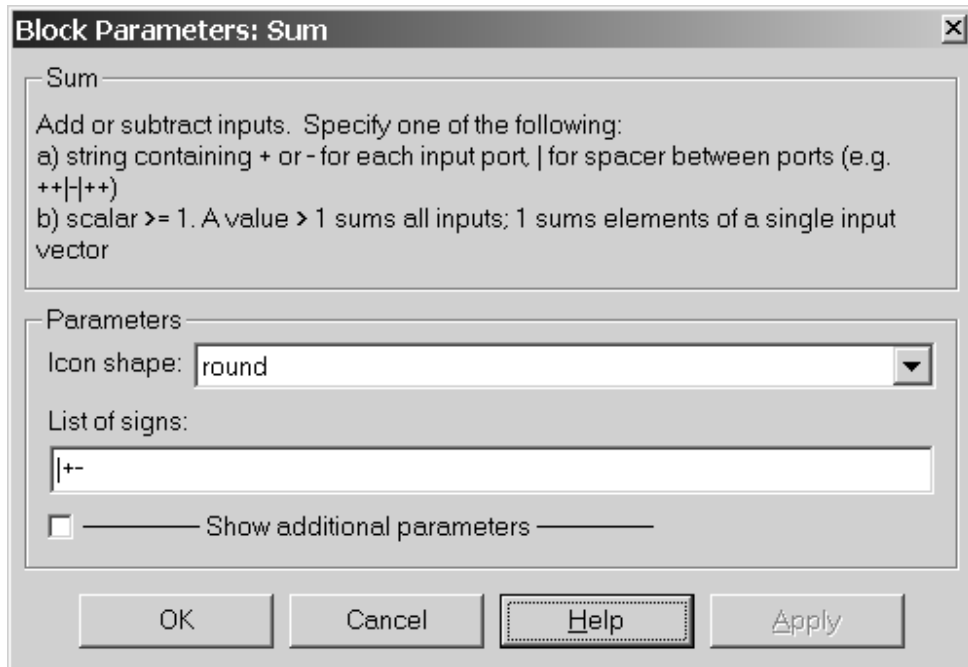 Block Parameters: Sum
Sum
Add or subtract inputs. Specify one of the following:
a) string containing + or - for each input port, | for spacer between ports (e.g.
++|-|++)
b) scalar >= 1. A value > 1 sums all inputs; 1 sums elements of a single input
vector
Parameters
Icon shape: round
List of signs:
|+-
Show additional parameters
OK Cancel Help Apply